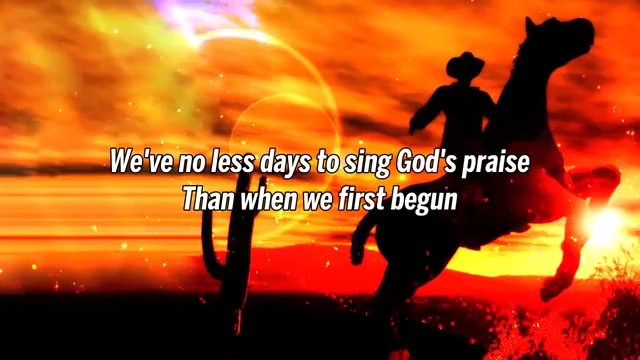 We've no less days to sing God's praise
Than when we first begun